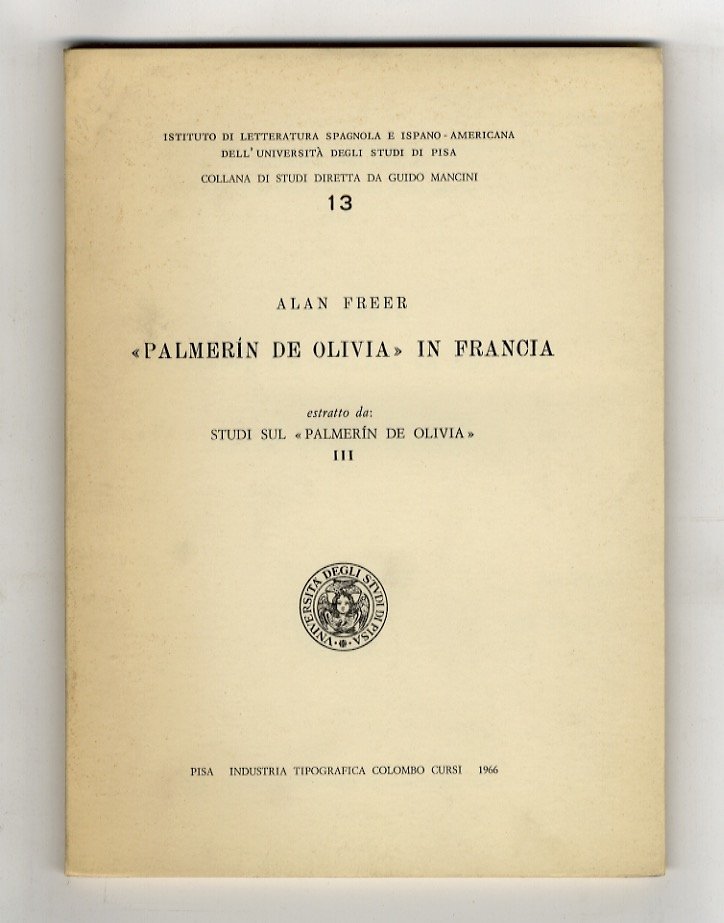 ISTITUTO DI LETTERATURA SPAGNOLA E ISPANO-AMERICANA
DELL'UNIVERSITÀ DEGLI STUDI DI PISA
COLLANA DI STUDI DIRETTA DA GUIDO MANCINI
13
ALAN FREER
«PALMERÍN DE OLIVIA» IN FRANCIA
estratto da:
STUDI SUL «PALMERÍN DE OLIVIA»
III
VNIVERSITÀ DEGLI STVDI DI PISA
PISA INDUSTRIA TIPOGRAFICA COLOMBO CURSI 1966